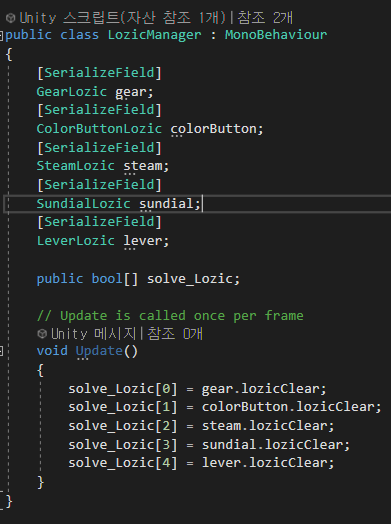 Unity 스크립트(자산 참조 1개)|참조 2개
public class LozicManager : MonoBehaviour
{
[SerializeField]
GearLozic gear;
[SerializeField]
ColorButtonLozic colorButton;
[SerializeField]
SteamLozic steam;
[SerializeField]
SundialLozic sundial;
[SerializeField]
LeverLozic lever;
public bool[] solve_Lozic;
// Update is called once per frame
Unity 메시지|참조 0개
void Update()
{
solve_Lozic[0] = gear.lozicClear;
solve_Lozic[1] = colorButton.lozicClear;
solve_Lozic[2] = steam.lozicClear;
solve_Lozic[3] = sundial.lozicClear;
solve_Lozic[4] = lever.lozicClear;
}
}